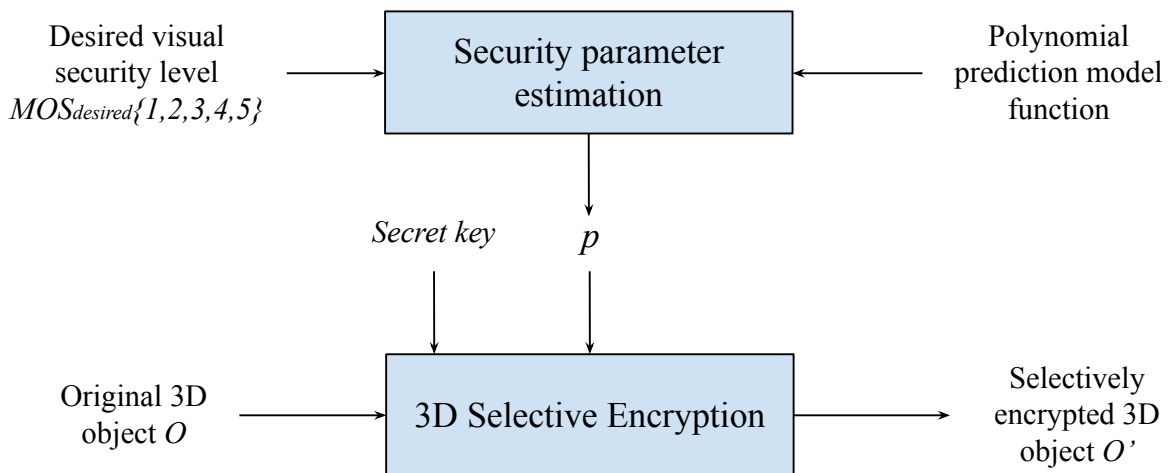 Desired visual
security level
MOSdesired{1,2,3,4,5}
Security parameter
estimation
Polynomial
prediction model
function
Secret key
p
Original 3D
object O
3D Selective Encryption
Selectively
encrypted 3D
object O’